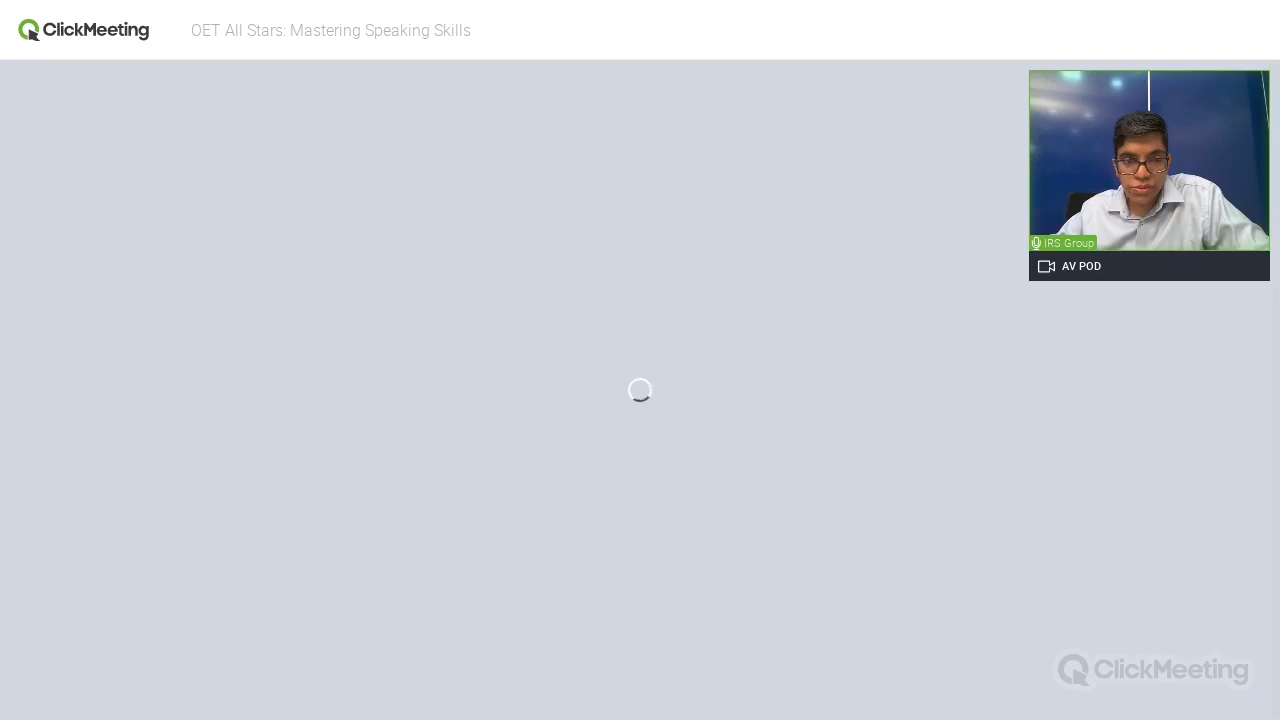 ClickMeeting
OET All Stars: Mastering Speaking Skills
IRS Group
AV POD
ClickMeeting